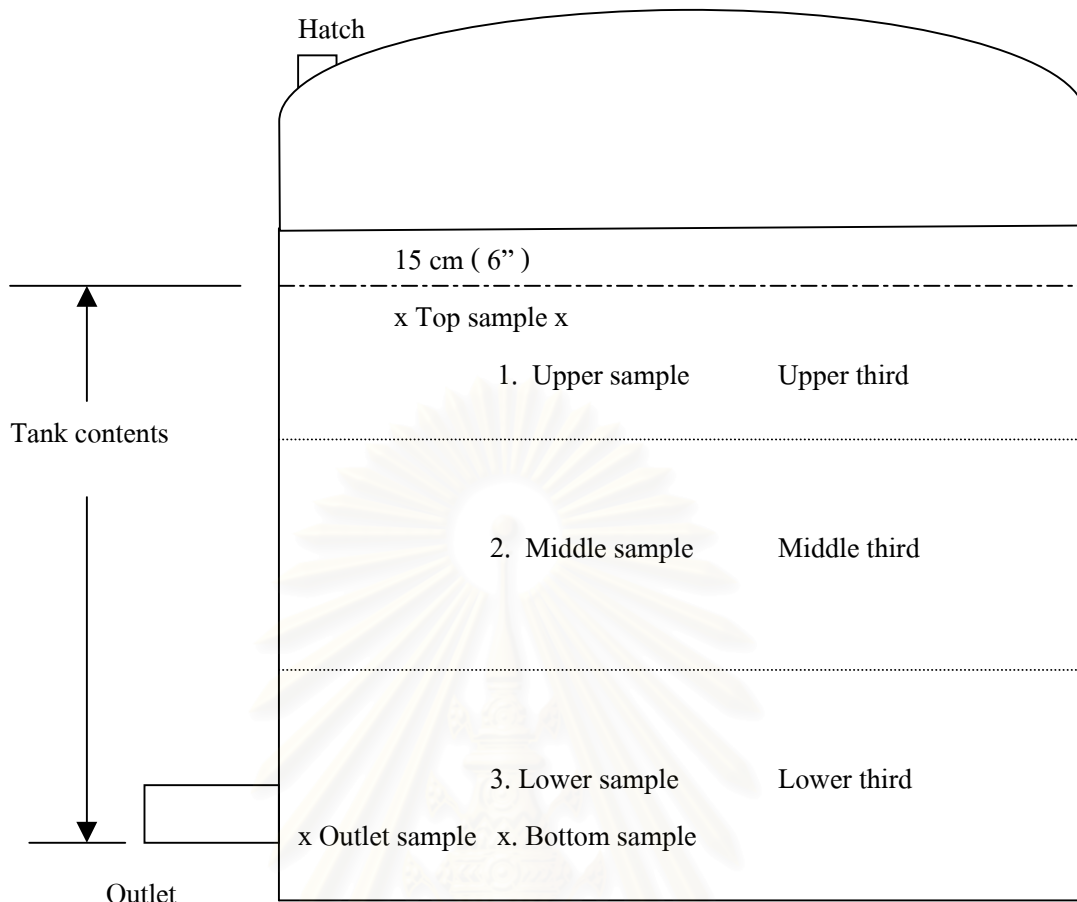 Hatch
15 cm ( 6” )
x Top sample x
1. Upper sample Upper third
Tank contents
2. Middle sample Middle third
3. Lower sample Lower third
x Outlet sample x. Bottom sample
Outlet